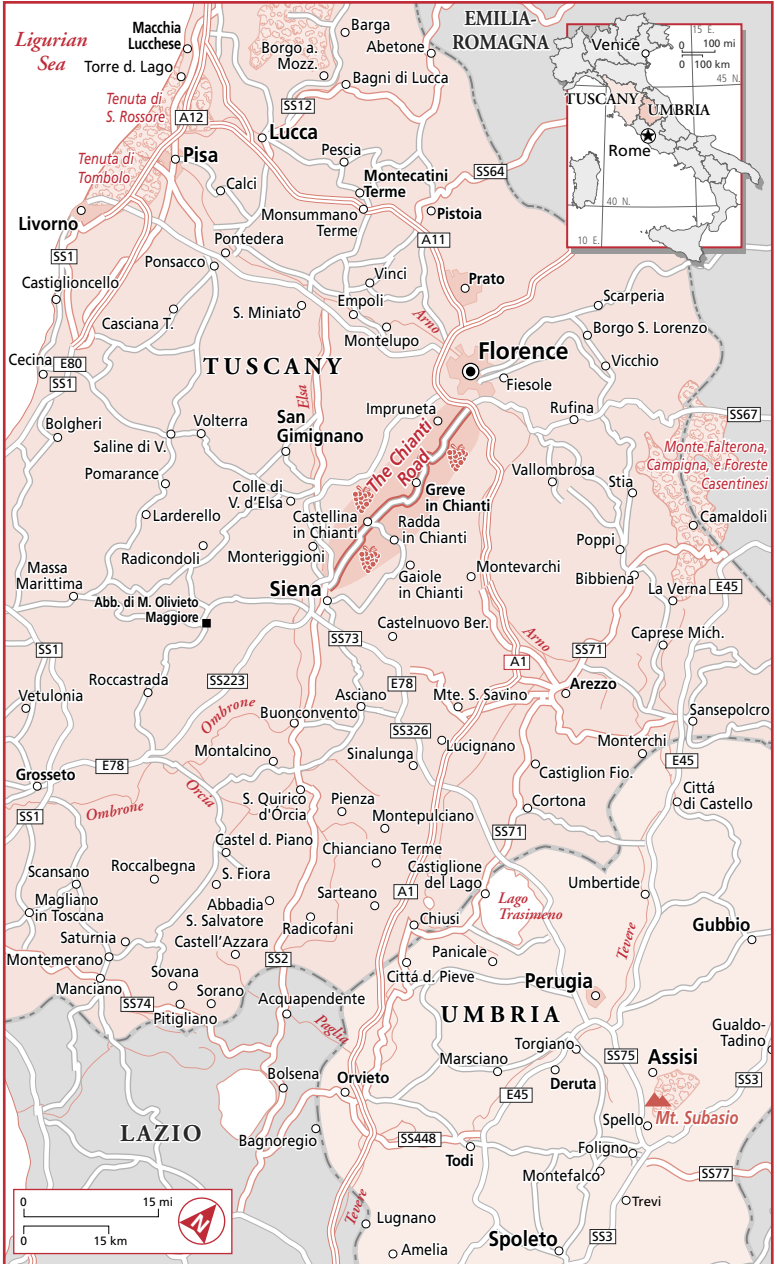 Ligurian
Sea
Macchia
Lucchese
Torre d. Lago
Barga
Borgo a.
Mozz.
Abetone
Bagni di Lucca
EMILIA-
ROMAGNA
Venice
15 E.
0 100 mi
0 100 km
45 N.
TUSCANY
UMBRIA
Rome
40 N.
10 E.
Tenuta di
S. Rossore
A12
SS12
Lucca
Pisa
Pescia
Tenuta di
Tombolo
Calci
Montecatini
Terme
SS64
Livorno
Monsummano
Terme
Pistoia
Pontedera
A11
SS1
Ponsacco
Castiglioncello
Vinci
Prato
Empoli
Scarperia
Casciana T.
S. Miniato
Arno
Montelupo
Borgo S. Lorenzo
Florence
Cecina
E80
SS1
TUSCANY
Vicchio
Fiesole
Elsa
Impruneta
Rufina
SS67
Bolgheri
Volterra
San
Gimignano
Saline di V.
The Chianti
Road
Monte Falterona,
Campigna, e Foreste
Casentinesi
Pomarance
Vallombrosa
Stia
Colle di
V. d'Elsa
Greve
in Chianti
Larderello
Castellina
in Chianti
Radda
in Chianti
Camaldoli
Radicondoli
Monteriggioni
Poppi
Massa
Marittima
Gaiole
in Chianti
Montevarchi
Bibbiena
Siena
La Verna
E45
Abb. di M. Olivieto
Maggiore
Castelnuovo Ber.
SS73
Arno
Caprese Mich.
SS1
A1
SS71
Roccastrada
SS223
E78
Arezzo
Vetulonia
Asciano
Mte. S. Savino
Ombrone
Buonconvento
Sansepolcro
SS326
Lucignano
Montalcino
Sinalunga
Monterchi
E78
E45
Grosseto
Castiglion Fio.
Orcia
Ombrone
S. Quirico
d'Órcia
Pienza
Cittá
di Castello
SS1
Cortona
Montepulciano
SS71
Castel d. Piano
Chianciano Terme
Scansano
Roccalbegna
S. Fiora
Castiglione
del Lago
Umbertide
Magliano
in Toscana
Abbadia
S. Salvatore
Sarteano
A1
Lago
Trasimeno
Radicofani
Chiusi
Gubbio
Saturnia
Castell'Azzara
Tevere
Montemerano
SS2
Panicale
Cittá d. Pieve
Manciano
Sovana
Sorano
Perugia
SS74
Pitigliano
Acquapendente
UMBRIA
Paglia
Gualdo-
Tadino
Torgiano
SS75
Assisi
Marsciano
Bolsena
Orvieto
Deruta
SS3
E45
Mt. Subasio
Spello
LAZIO
Bagnoregio
SS448
Todi
Foligno
Montefalco
SS77
Trevi
0 15 mi
0 15 km
N
Tevere
Lugnano
Amelia
Spoleto
SS3